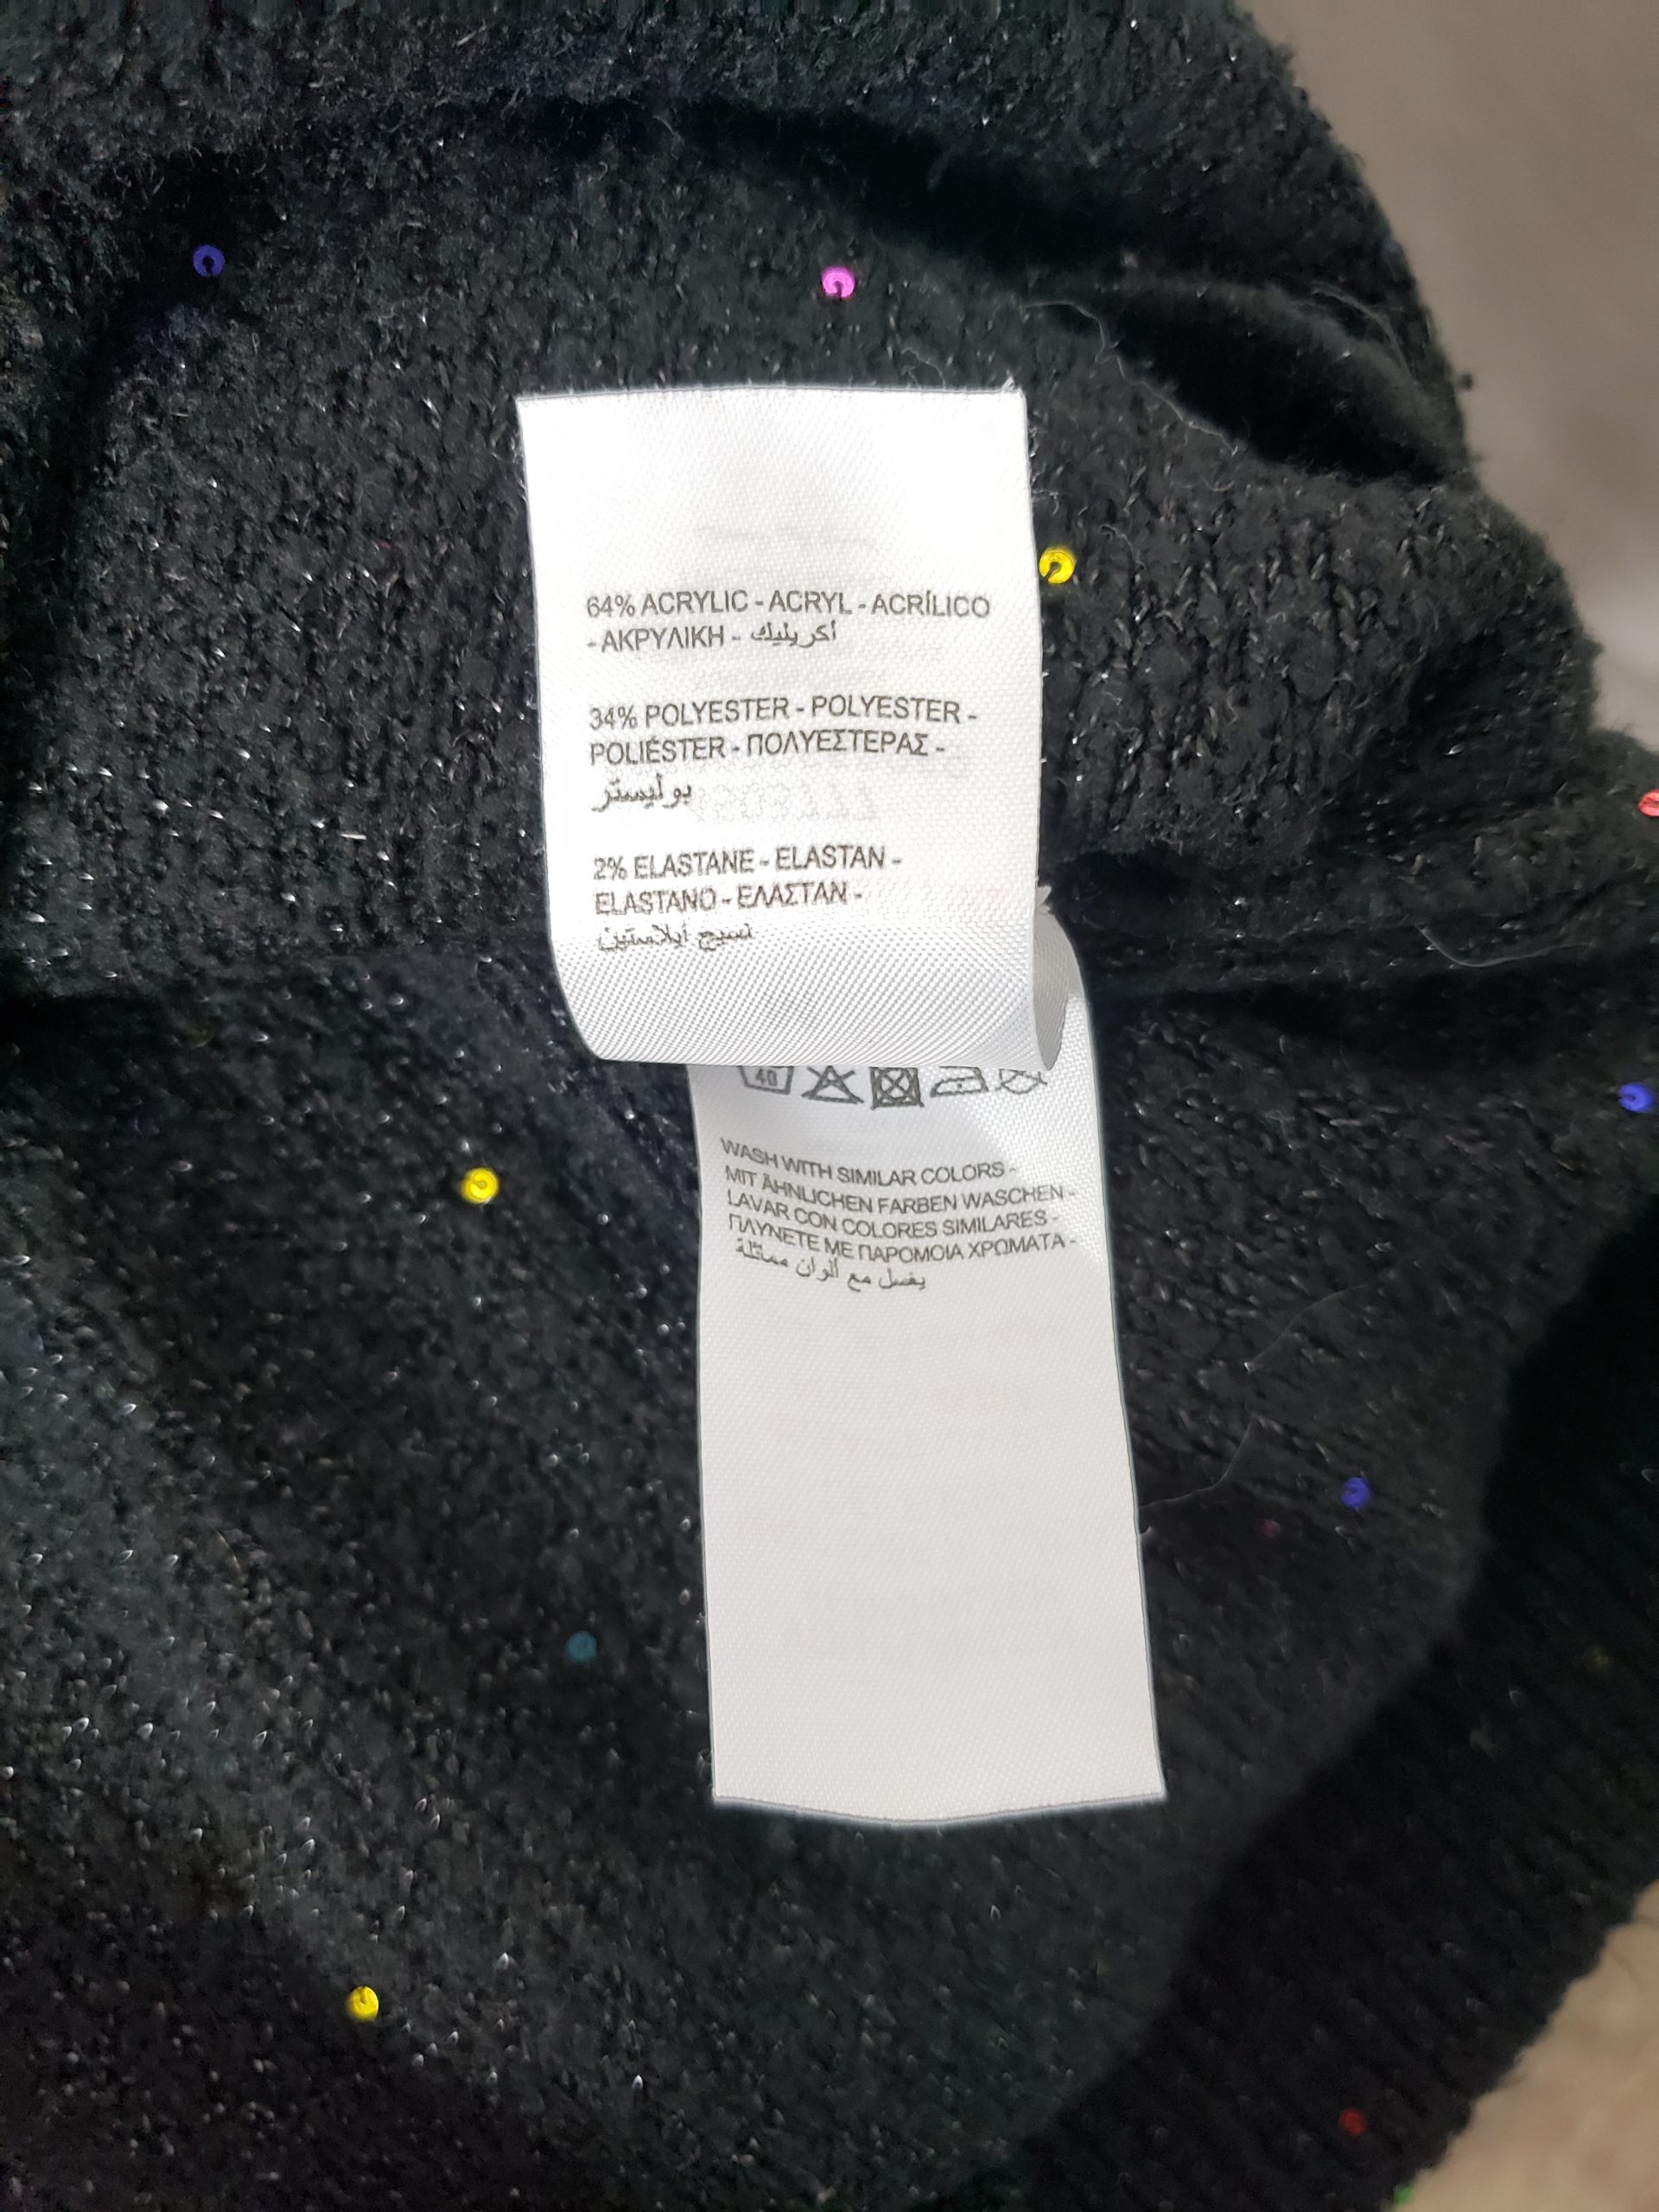 64% ACRYLIC - ACRYL - ACRÍLICO
- ΑΚΡΥΛΙΚΗ - أكريليك
34% POLYESTER - POLYESTER -
POLIÉSTER - ΠΟΛΥΕΣΤΕΡΑΣ -
بوليستر
2% ELASTANE - ELASTAN -
ELASTANO - ΕΛΑΣΤΑΝ -
نسيج ايلاستين
40
WASH WITH SIMILAR COLORS -
MIT ÄHNLICHEN FARBEN WASCHEN -
LAVAR CON COLORES SIMILARES -
ΠΛΥΝΕΤΕ ΜΕ ΠΑΡΟΜΟΙΑ ΧΡΩΜΑΤΑ -
يغسل مع ألوان مماثلة